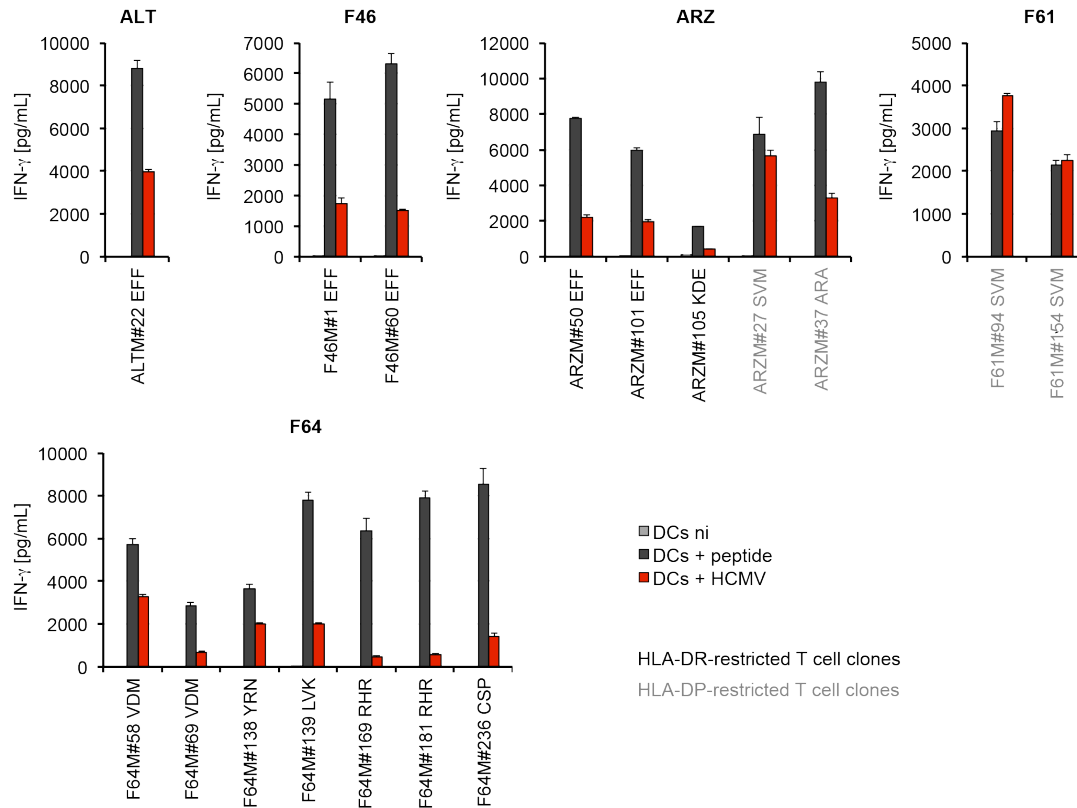 ALT
F46
ARZ
F61
IFN-γ [pg/mL]
10000
8000
6000
4000
2000
0
ALTM#22 EFF
IFN-γ [pg/mL]
7000
6000
5000
4000
3000
2000
1000
0
F46M#1 EFF
F46M#60 EFF
IFN-γ [pg/mL]
12000
10000
8000
6000
4000
2000
0
ARZM#50 EFF
ARZM#101 EFF
ARZM#105 KDE
ARZM#27 SVM
ARZM#37 ARA
IFN-γ [pg/mL]
5000
4000
3000
2000
1000
0
F61M#94 SVM
F61M#154 SVM
F64
IFN-γ [pg/mL]
10000
8000
6000
4000
2000
0
F64M#58 VDM
F64M#69 VDM
F64M#138 YRN
F64M#139 LVK
F64M#169 RHR
F64M#181 RHR
F64M#236 CSP
DCs ni
DCs + peptide
DCs + HCMV
HLA-DR-restricted T cell clones
HLA-DP-restricted T cell clones